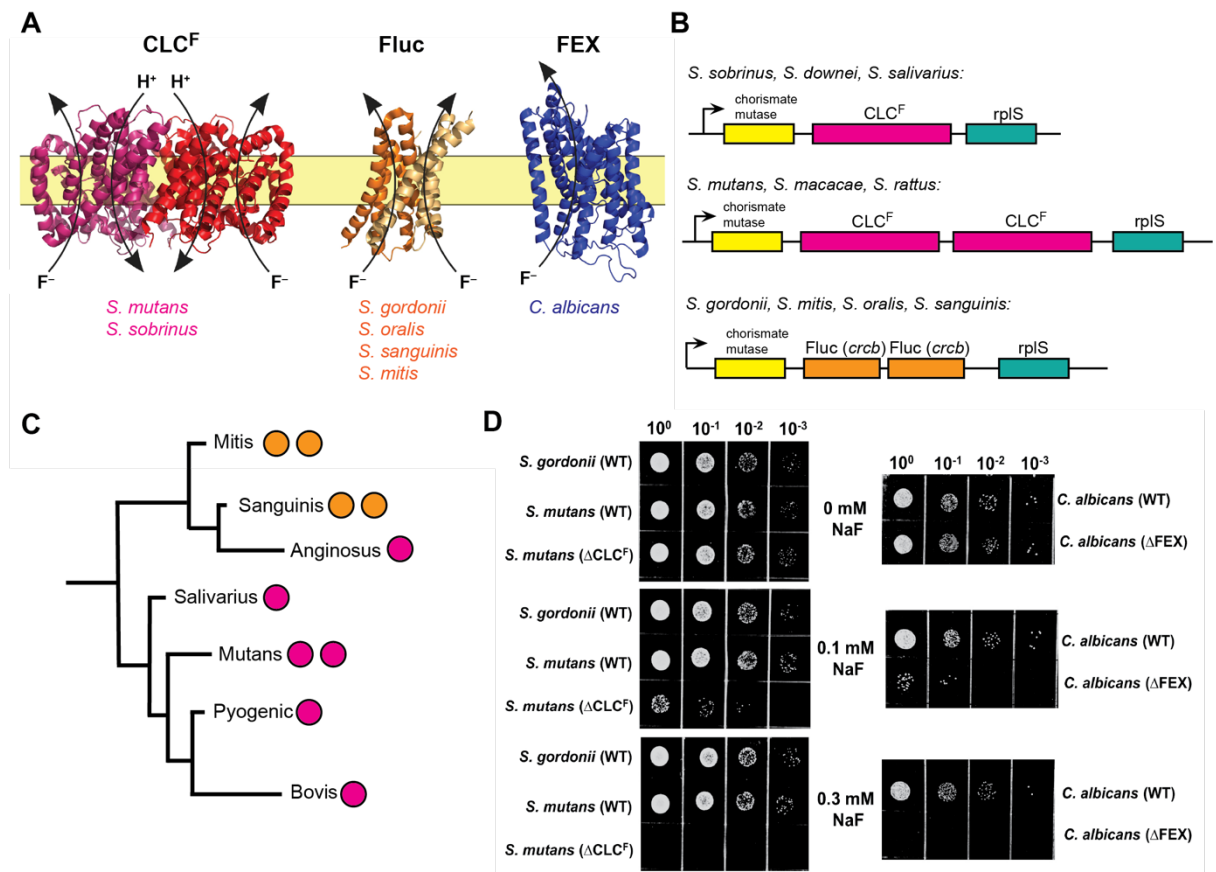 A
CLCF
Fluc
FEX
H+ H+
F–
F–
F–
F–
F–
S. mutans
S. sobrinus
S. gordonii
S. oralis
S. sanguinis
S. mitis
C. albicans
B
S. sobrinus, S. downei, S. salivarius:
chorismate
mutase
CLCF
rplS
S. mutans, S. macacae, S. rattus:
chorismate
mutase
CLCF
CLCF
rplS
S. gordonii, S. mitis, S. oralis, S. sanguinis:
chorismate
mutase
Fluc (crcb)
Fluc (crcb)
rplS
C
Mitis
Sanguinis
Anginosus
Salivarius
Mutans
Pyogenic
Bovis
D
100 10-1 10-2 10-3
S. gordonii (WT)
S. mutans (WT)
S. mutans (ΔCLCF)
S. gordonii (WT)
S. mutans (WT)
S. mutans (ΔCLCF)
S. gordonii (WT)
S. mutans (WT)
S. mutans (ΔCLCF)
0 mM
NaF
0.1 mM
NaF
0.3 mM
NaF
100 10-1 10-2 10-3
C. albicans (WT)
C. albicans (ΔFEX)
C. albicans (WT)
C. albicans (ΔFEX)
C. albicans (WT)
C. albicans (ΔFEX)